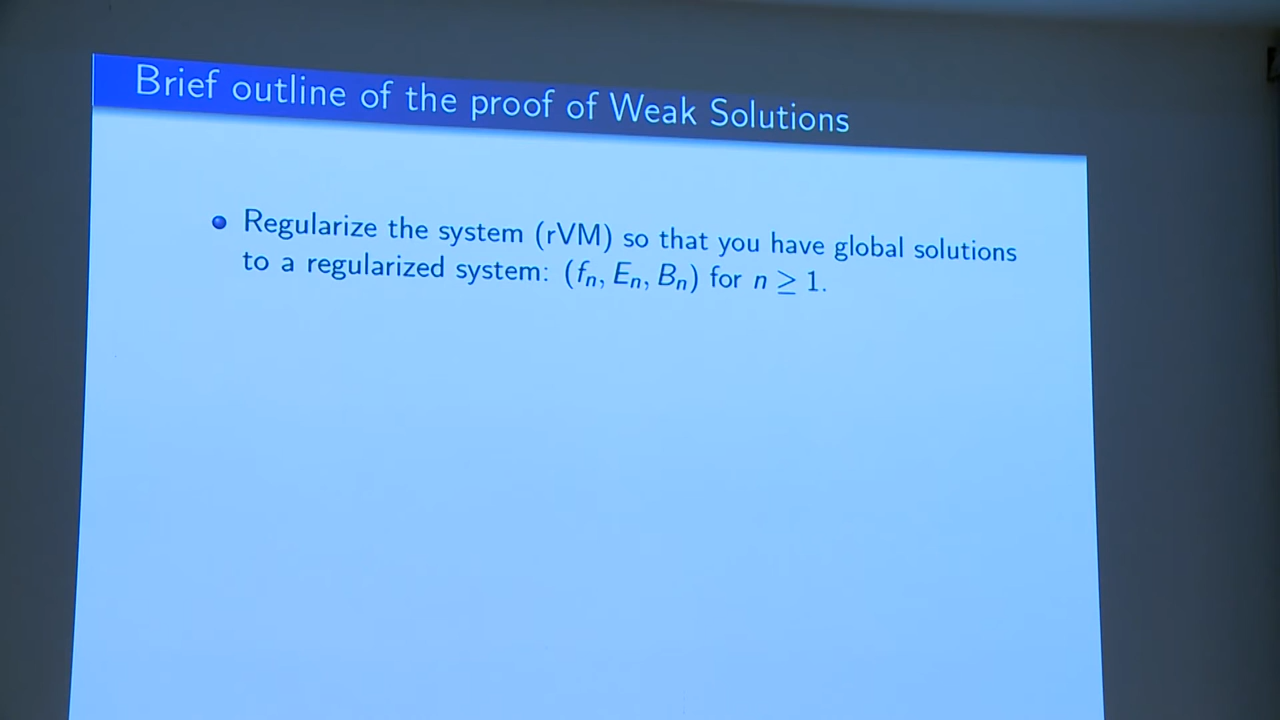 Brief outline of the proof of Weak Solutions
Regularize the system (rVM) so that you have global solutions
to a regularized system: (fₙ, Eₙ, Bₙ) for n ≥ 1.